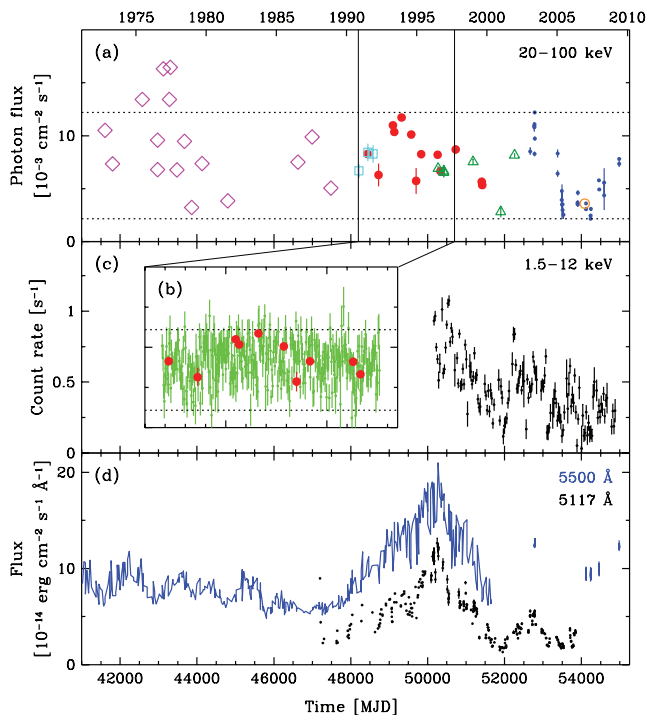 1975 1980 1985 1990 1995 2000 2005 2010
(a) 20−100 keV
Photon flux
[10⁻³ cm⁻² s⁻¹]
10
0
(c) 1.5−12 keV
(b)
Count rate [s⁻¹]
1
0.5
0
(d) 5500 Å
5117 Å
Flux
[10⁻¹⁴ erg cm⁻² s⁻¹ Å⁻¹]
20
10
0
42000 44000 46000 48000 50000 52000 54000
Time [MJD]